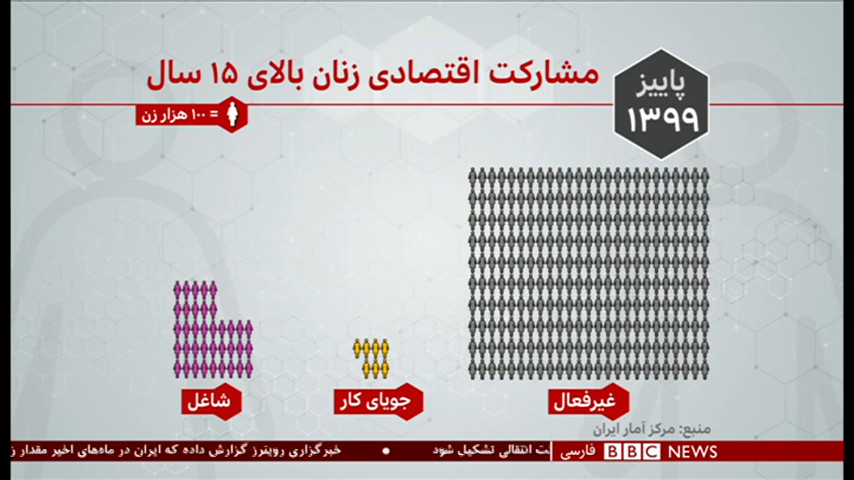 مشارکت اقتصادی زنان بالای ۱۵ سال
پاییز
۱۳۹۹
= ۱۰۰ هزار زن
شاغل
جویای کار
غیرفعال
منبع: مرکز آمار ایران
خبرگزاری رویترز گزارش داده که ایران در ماه‌های اخیر مقدار
انتقالی تشکیل شود
BBC NEWS فارسی